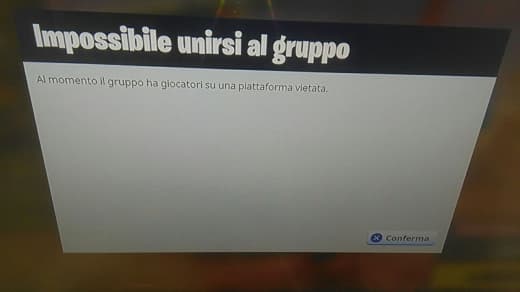 Impossibile unirsi al gruppo
Al momento il gruppo ha giocatori su una piattaforma vietata.
Conferma